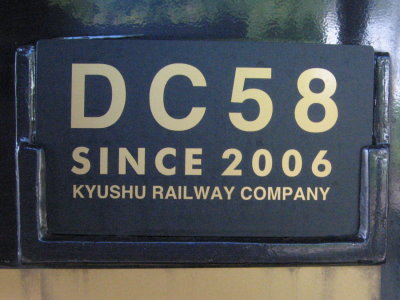 DC58
SINCE 2006
KYUSHU RAILWAY COMPANY